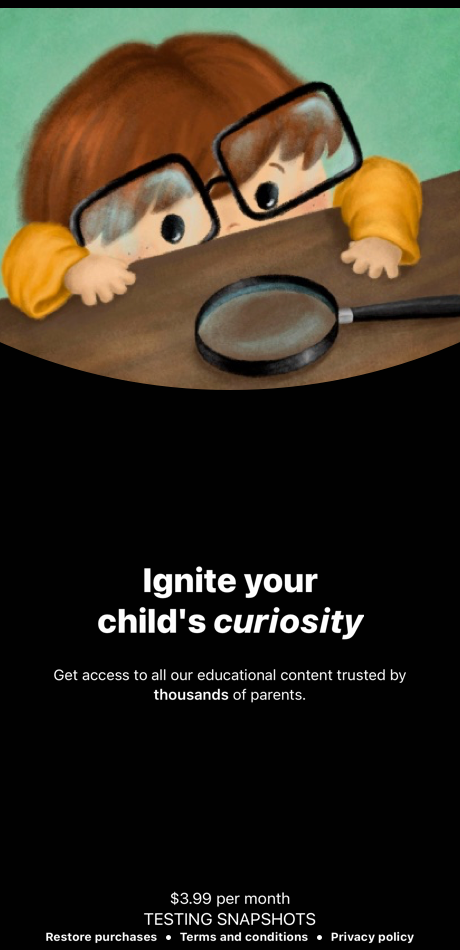 Ignite your
child's curiosity
Get access to all our educational content trusted by
thousands of parents.
$3.99 per month
TESTING SNAPSHOTS
Restore purchases • Terms and conditions • Privacy policy